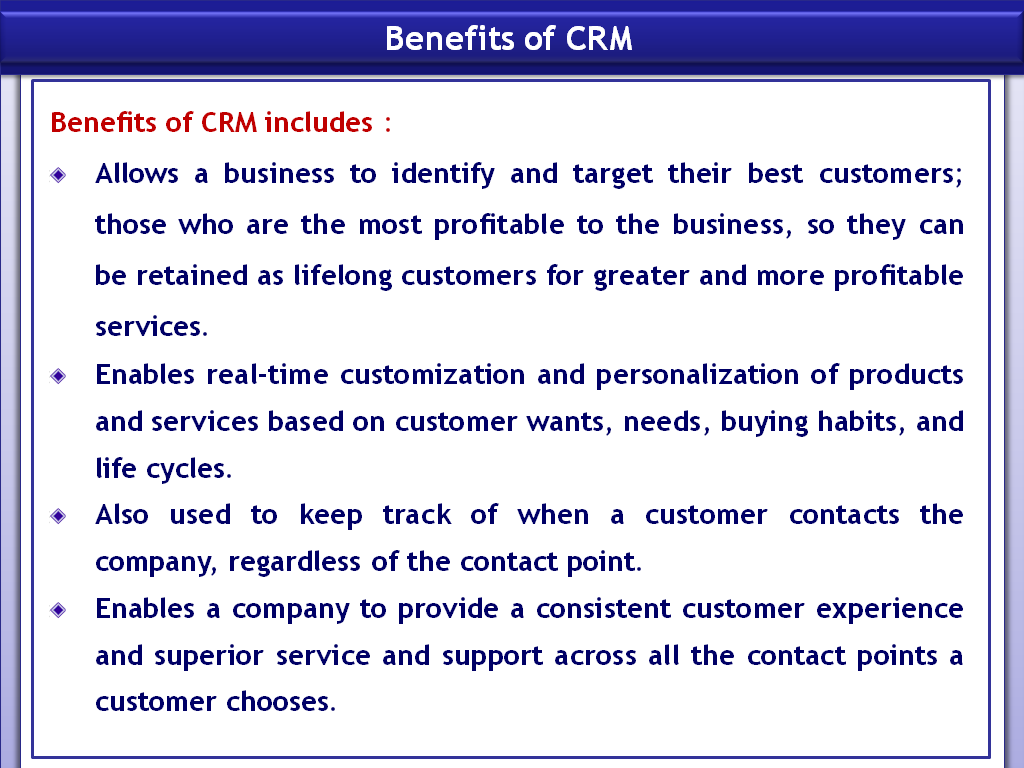 Benefits of CRM
Benefits of CRM includes :
Allows a business to identify and target their best customers;
those who are the most profitable to the business, so they can
be retained as lifelong customers for greater and more profitable
services.
Enables real-time customization and personalization of products
and services based on customer wants, needs, buying habits, and
life cycles.
Also used to keep track of when a customer contacts the
company, regardless of the contact point.
Enables a company to provide a consistent customer experience
and superior service and support across all the contact points a
customer chooses.